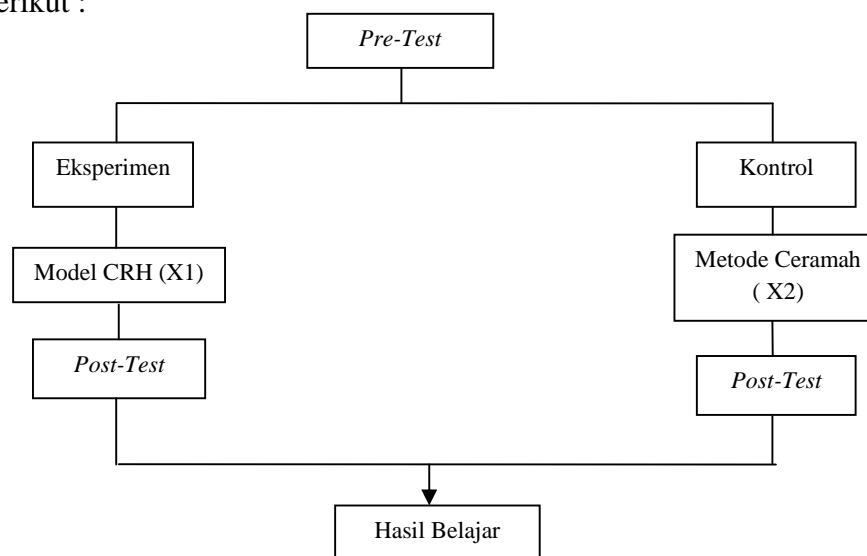 erikut :
Pre-Test
Eksperimen
Kontrol
Model CRH (X1)
Metode Ceramah
( X2)
Post-Test
Post-Test
Hasil Belajar